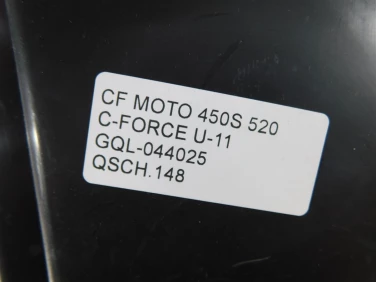 CF MOTO 450S 520
C-FORCE U-11
GQL-044025
QSCH.148